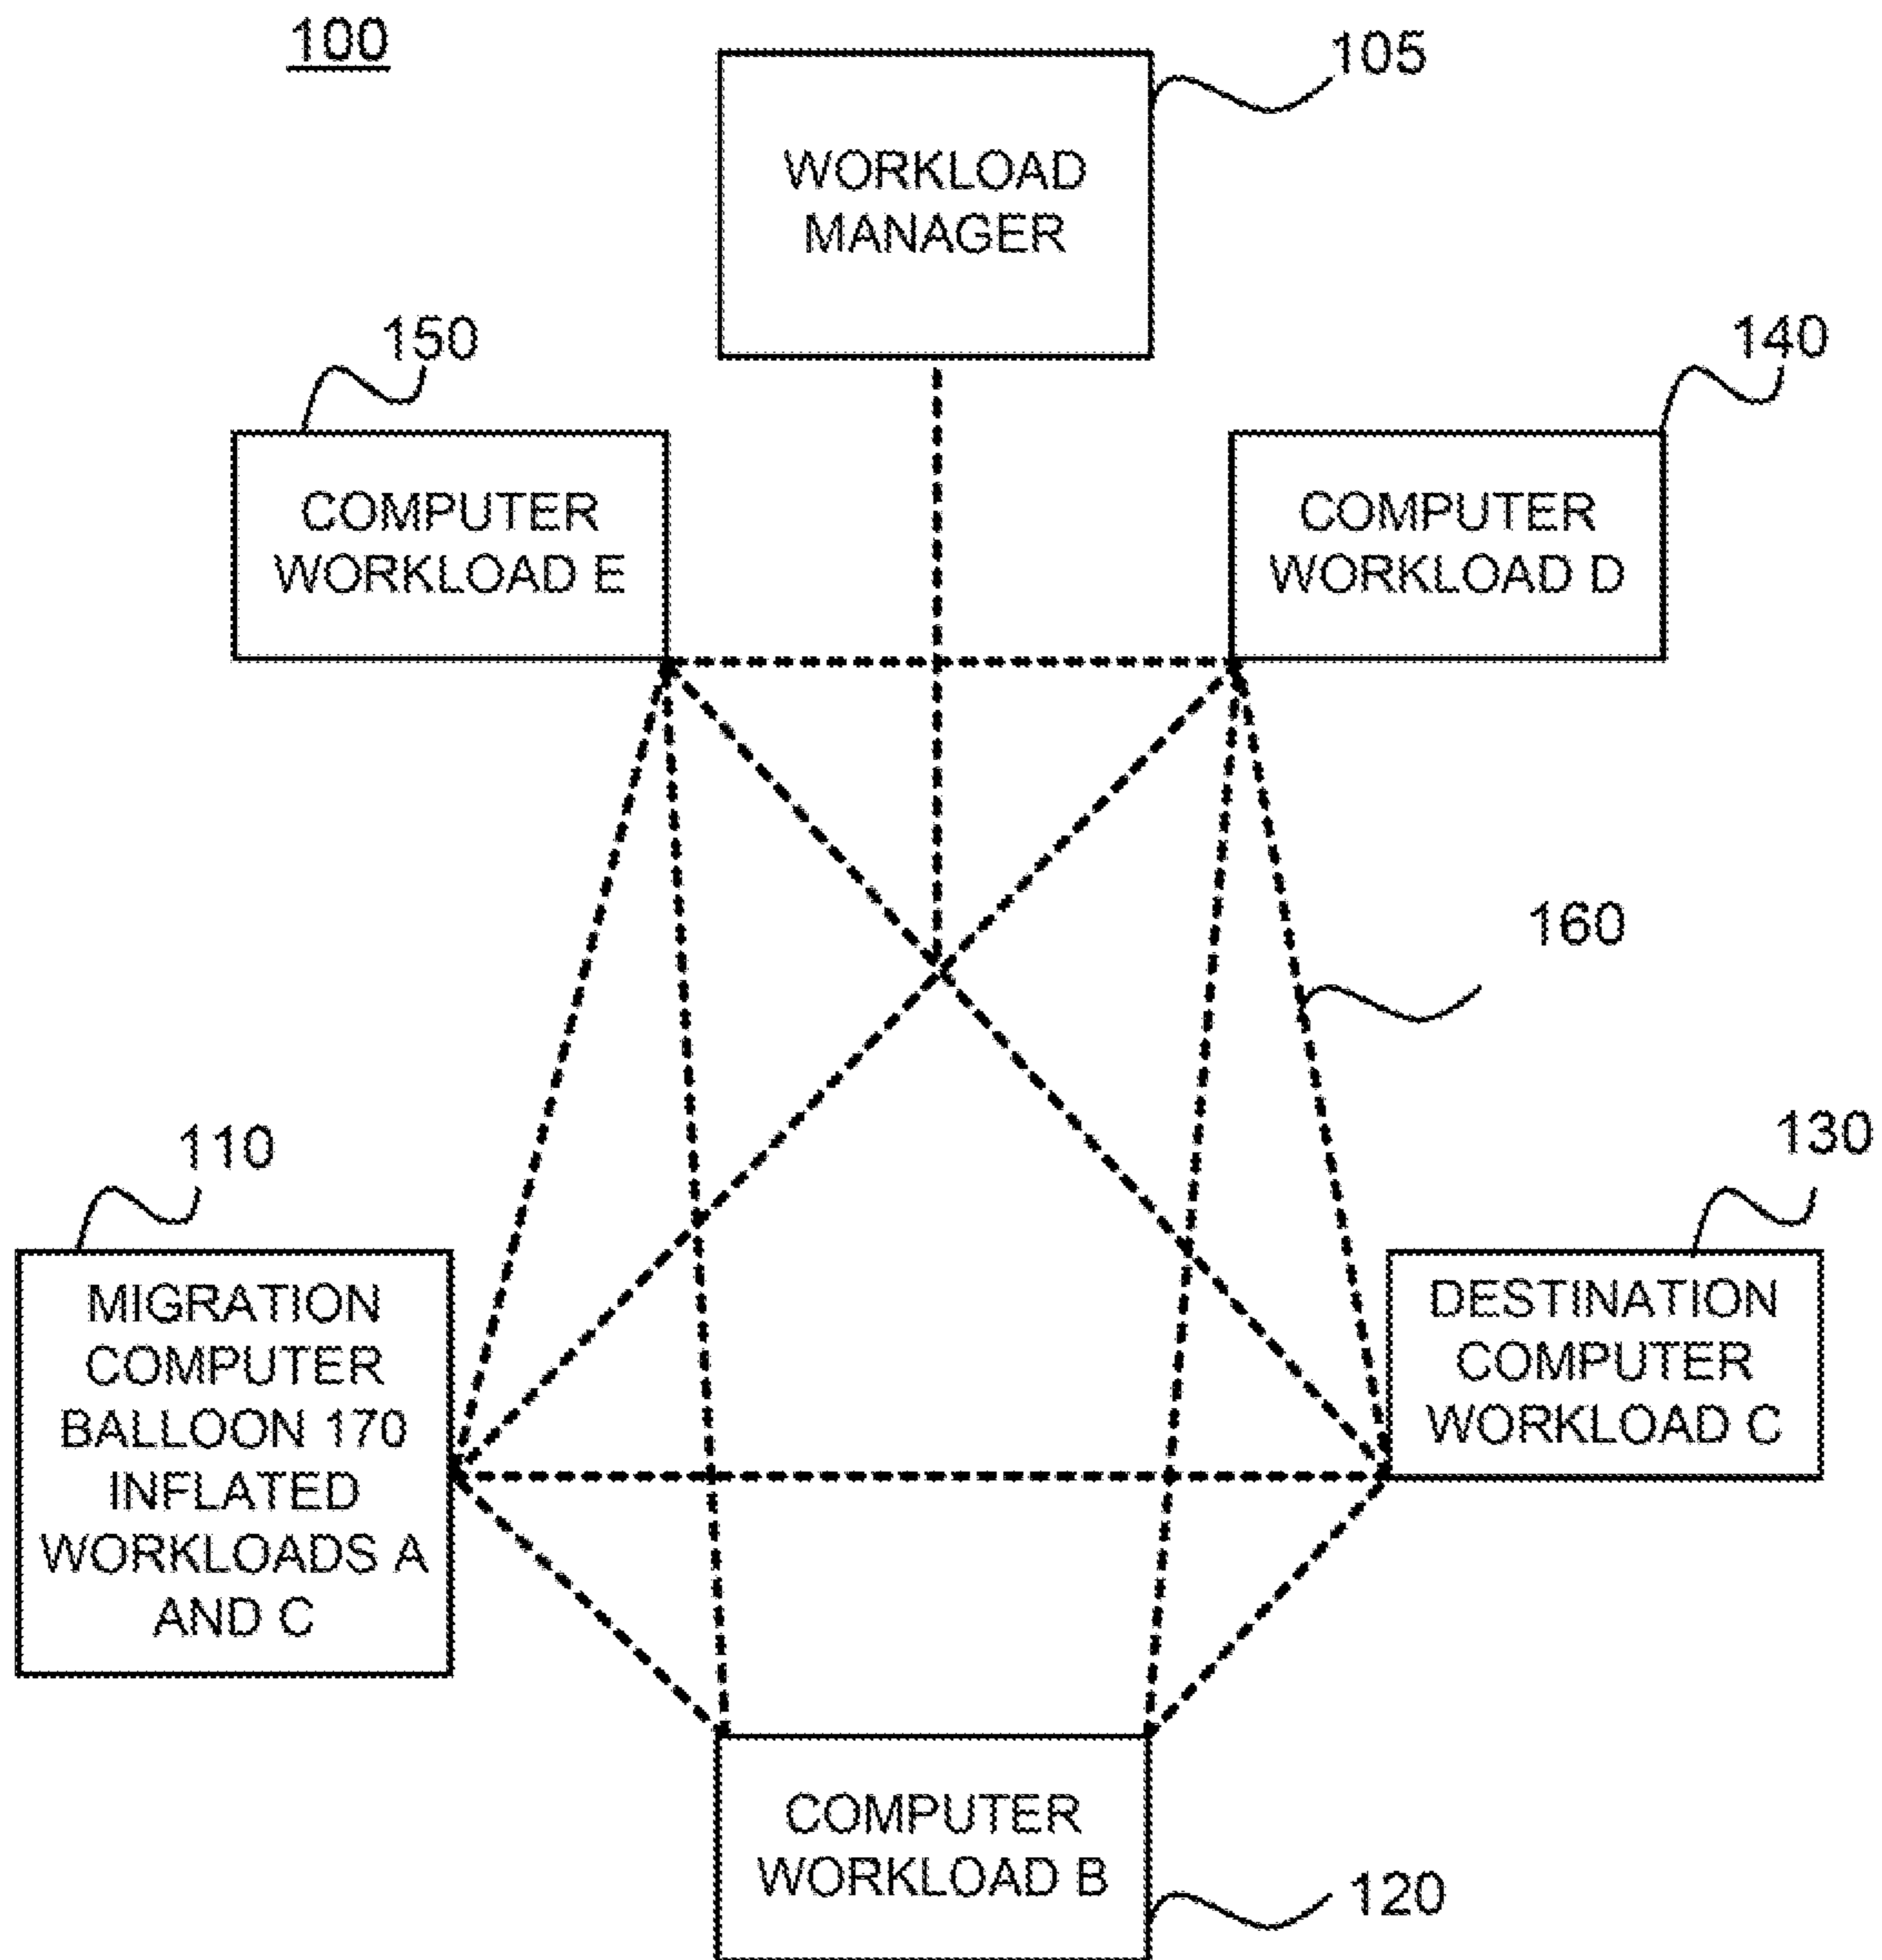 100
105
WORKLOAD
MANAGER
150
140
COMPUTER
WORKLOAD E
COMPUTER
WORKLOAD D
160
110
130
MIGRATION
COMPUTER
BALLOON 170
INFLATED
WORKLOADS A
AND C
DESTINATION
COMPUTER
WORKLOAD C
COMPUTER
WORKLOAD B
120